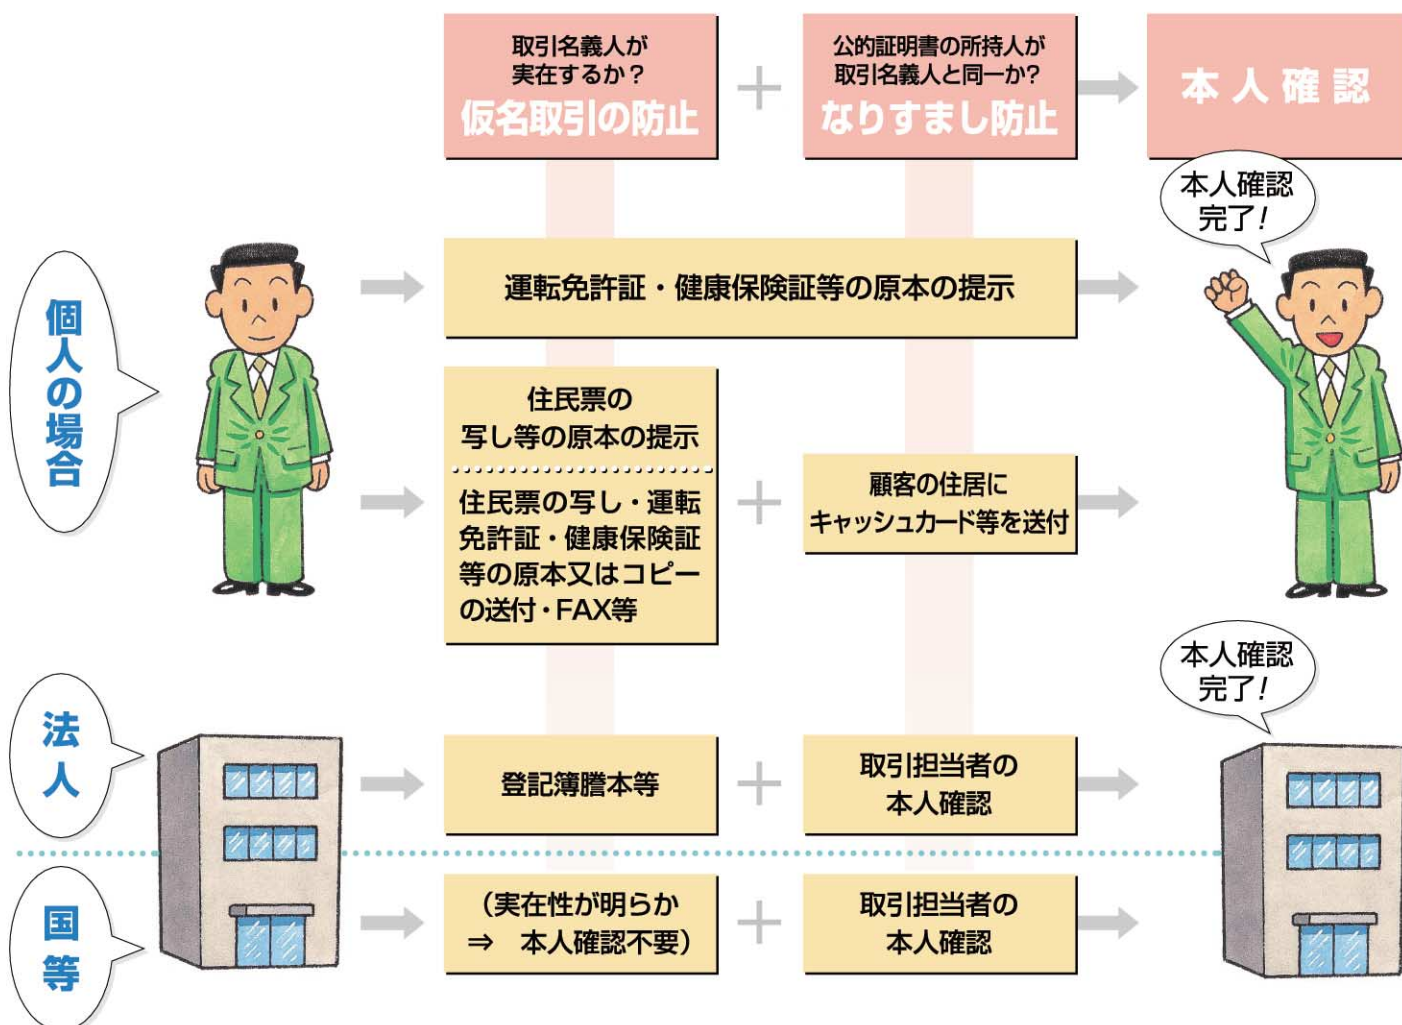 取引名義人が
実在するか？
仮名取引の防止
＋
公的証明書の所持人が
取引名義人と同一か？
なりすまし防止
本人確認
個人の場合
運転免許証・健康保険証等の原本の提示
本人確認
完了！
住民票の
写し等の原本の提示
住民票の写し・運転
免許証・健康保険証
等の原本又はコピー
の送付・FAX等
＋
顧客の住居に
キャッシュカード等を送付
法人
登記簿謄本等
＋
取引担当者の
本人確認
本人確認
完了！
国等
（実在性が明らか
⇒　本人確認不要）
＋
取引担当者の
本人確認